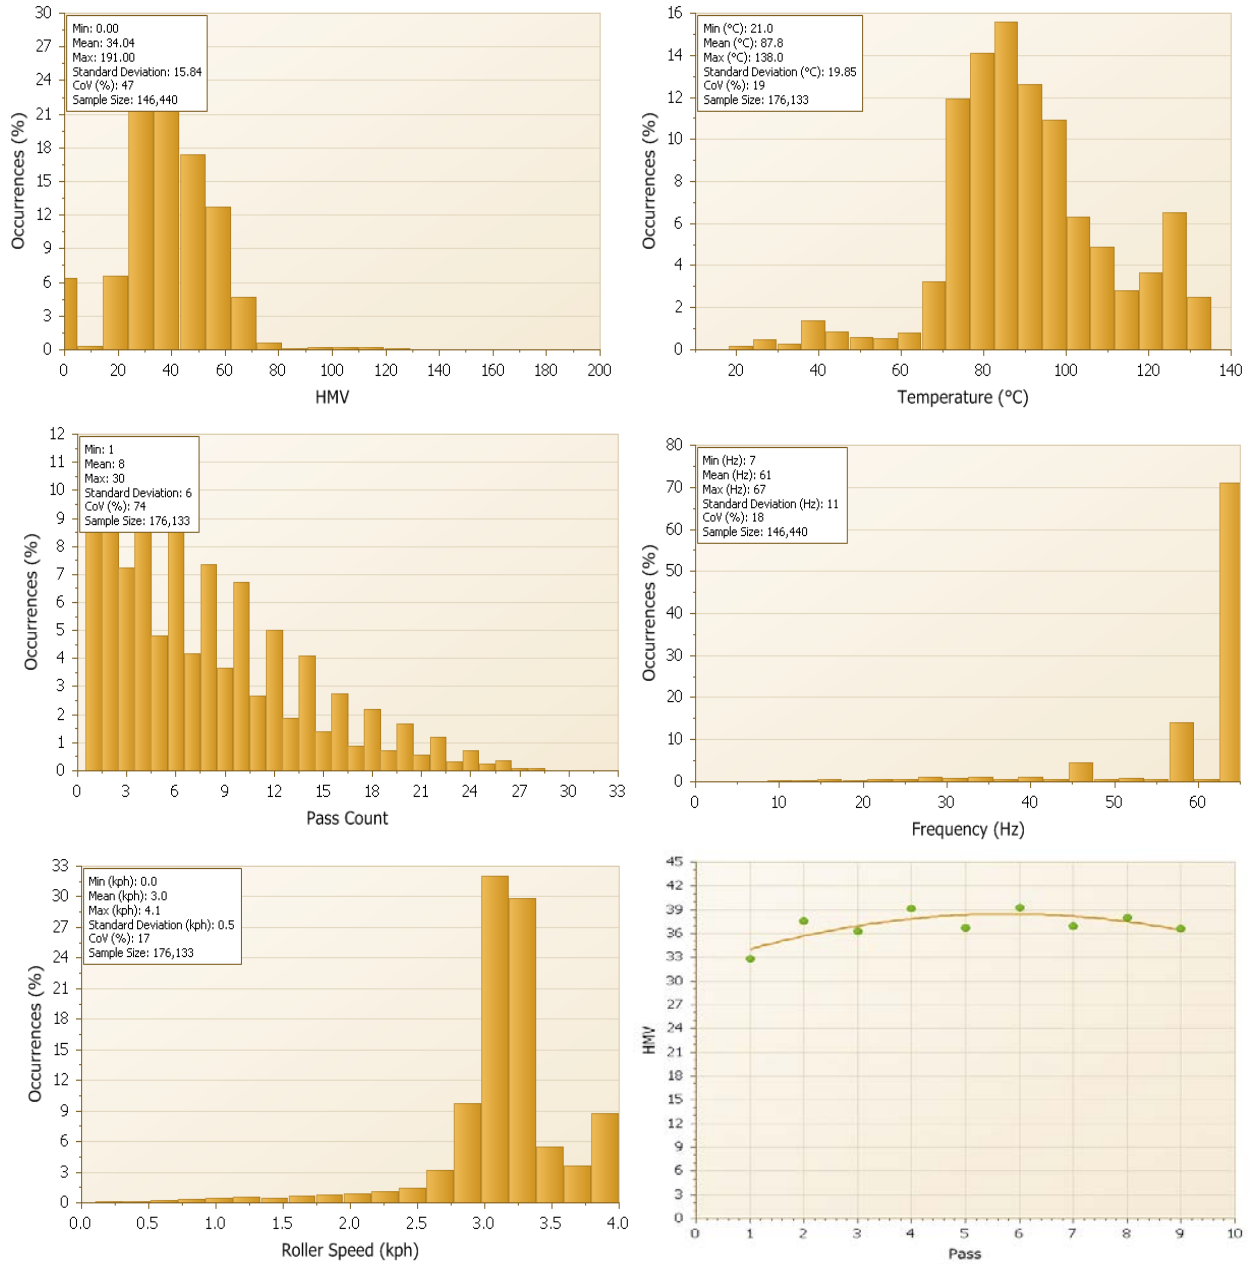 30
27
24
21
18
15
12
9
6
3
0
Occurrences (%)
Min: 0.00
Mean: 34.04
Max: 191.00
Standard Deviation: 15.84
CoV (%): 47
Sample Size: 146,440
0 20 40 60 80 100 120 140 160 180 200
HMV
16
14
12
10
8
6
4
2
0
Occurrences (%)
Min (°C): 21.0
Mean (°C): 87.8
Max (°C): 138.0
Standard Deviation (°C): 19.85
CoV (%): 19
Sample Size: 176,133
20 40 60 80 100 120 140
Temperature (°C)
12
11
10
9
8
7
6
5
4
3
2
1
0
Occurrences (%)
Min: 1
Mean: 8
Max: 30
Standard Deviation: 6
CoV (%): 74
Sample Size: 176,133
0 3 6 9 12 15 18 21 24 27 30 33
Pass Count
80
70
60
50
40
30
20
10
0
Occurrences (%)
Min (Hz): 7
Mean (Hz): 61
Max (Hz): 67
Standard Deviation (Hz): 11
CoV (%): 18
Sample Size: 146,440
0 10 20 30 40 50 60
Frequency (Hz)
33
30
27
24
21
18
15
12
9
6
3
0
Occurrences (%)
Min (kph): 0.0
Mean (kph): 3.0
Max (kph): 4.1
Standard Deviation (kph): 0.5
CoV (%): 17
Sample Size: 176,133
0.0 0.5 1.0 1.5 2.0 2.5 3.0 3.5 4.0
Roller Speed (kph)
45
42
39
36
33
30
27
24
21
18
15
12
9
6
3
0
HMV
0 1 2 3 4 5 6 7 8 9 10
Pass